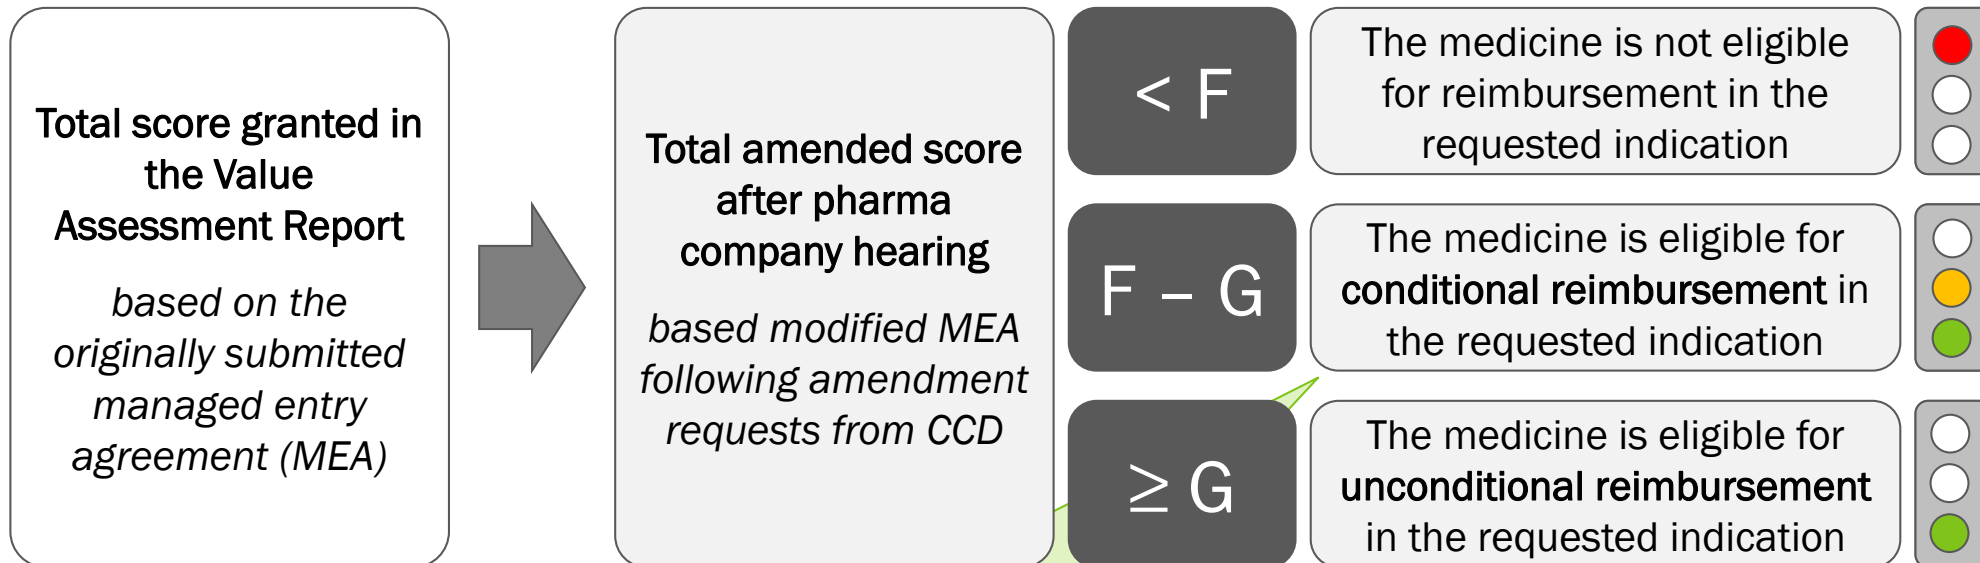 Total score granted in
the Value
Assessment Report
based on the
originally submitted
managed entry
agreement (MEA)
Total amended score
after pharma
company hearing
based modified MEA
following amendment
requests from CCD
< F
The medicine is not eligible
for reimbursement in the
requested indication
F – G
The medicine is eligible for
conditional reimbursement in
the requested indication
≥ G
The medicine is eligible for
unconditional reimbursement
in the requested indication